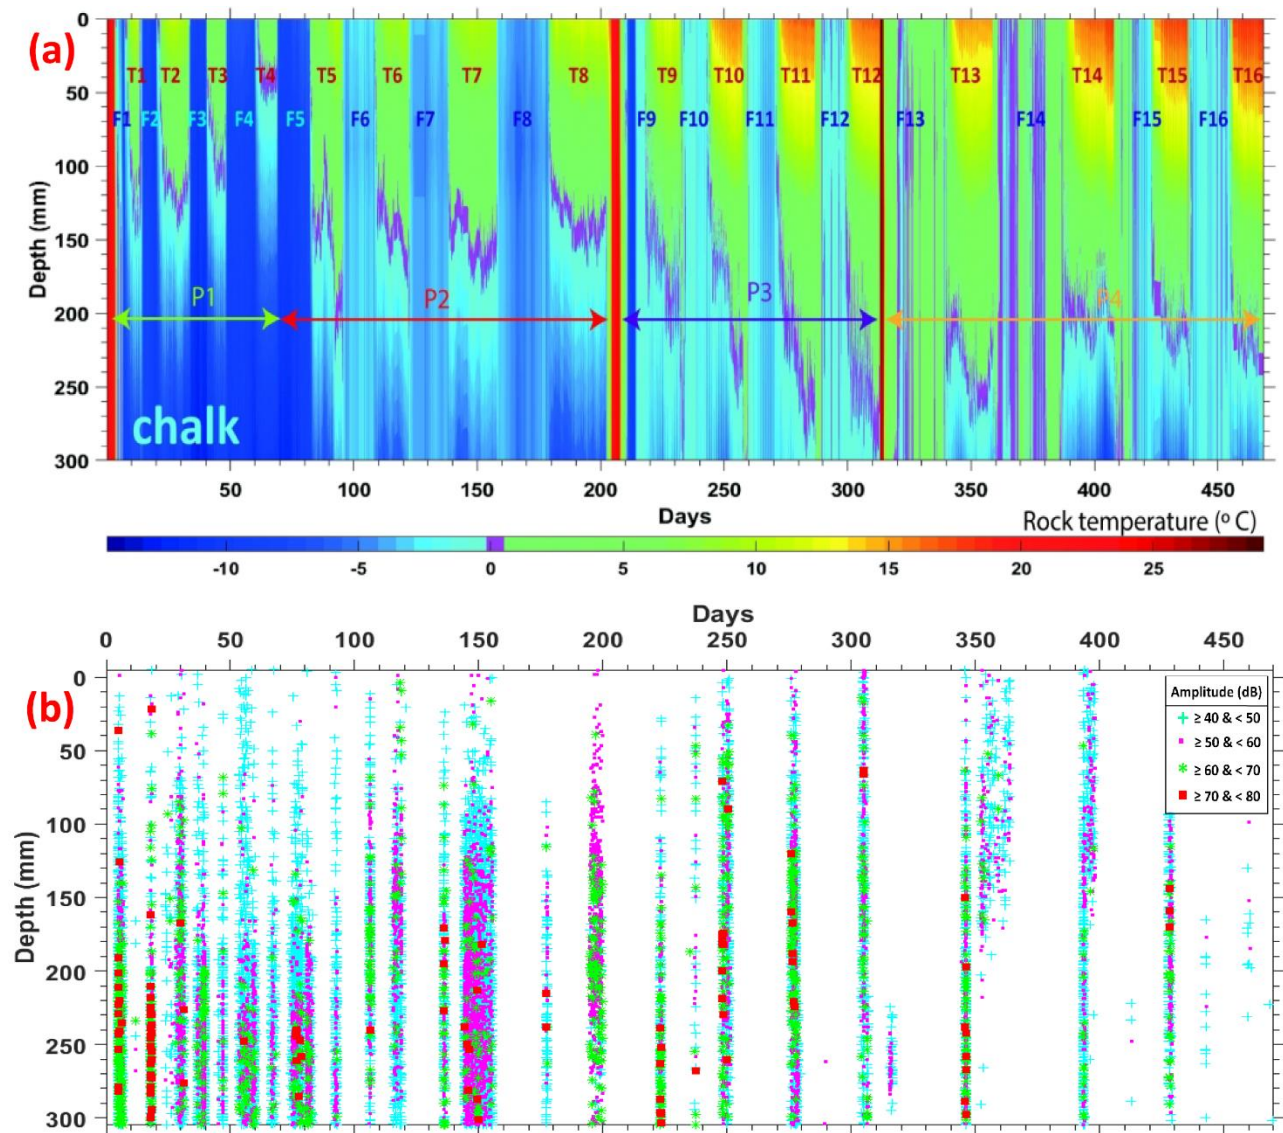 (a)
0
50
100
150
200
250
300
Depth (mm)
T1 T2 T3 T4 T5 T6 T7 T8 T9 T10 T11 T12 T13 T14 T15 T16
F1 F2 F3 F4 F5 F6 F7 F8 F9 F10 F11 F12 F13 F14 F15 F16
P1 P2 P3 P4
chalk
50 100 150 200 250 300 350 400 450
Days
Rock temperature (º C)
-10 -5 0 5 10 15 20 25
Days
0 50 100 150 200 250 300 350 400 450
(b)
0
50
100
150
200
250
300
Depth (mm)
Amplitude (dB)
≥ 40 & < 50
≥ 50 & < 60
≥ 60 & < 70
≥ 70 & < 80